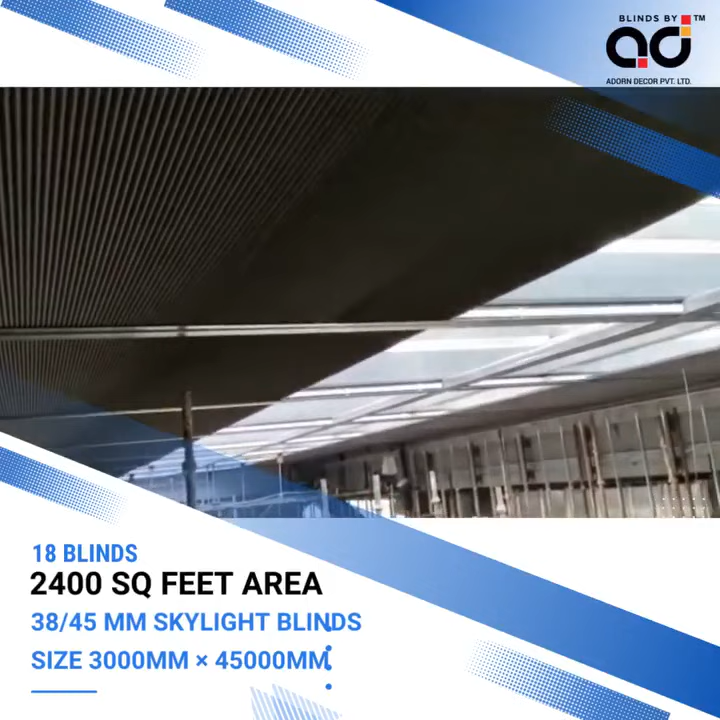 BLINDS BY TM
ad
ADORN DECOR PVT. LTD.
18 BLINDS
2400 SQ FEET AREA
38/45 MM SKYLIGHT BLINDS
SIZE 3000MM × 45000MM